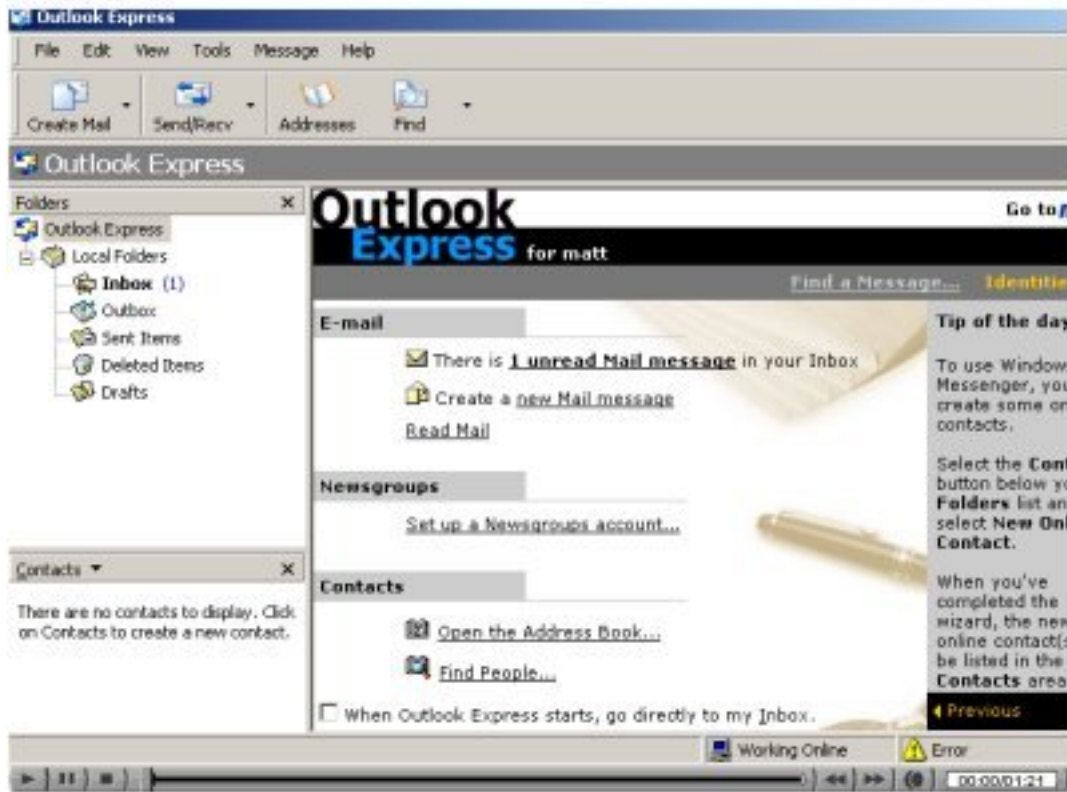 Outlook Express
File Edit View Tools Message Help
Create Mail Send/Recv Addresses Find
Outlook Express
Folders
Outlook Express
Local Folders
Inbox (1)
Outbox
Sent Items
Deleted Items
Drafts
Contacts
There are no contacts to display. Click
on Contacts to create a new contact.
Outlook
Express for matt
Go to
Find a Message... Identitie
E-mail
There is 1 unread Mail message in your Inbox
Create a new Mail message
Read Mail
Newsgroups
Set up a Newsgroups account...
Contacts
Open the Address Book...
Find People...
When Outlook Express starts, go directly to my Inbox.
Tip of the day
To use Window
Messenger, you
create some on
contacts.
Select the Cont
button below yo
Folders list an
select New Onl
Contact.
When you've
completed the
wizard, the new
online contact(s
be listed in the
Contacts area
Previous
Working Online Error
00:00/01:21